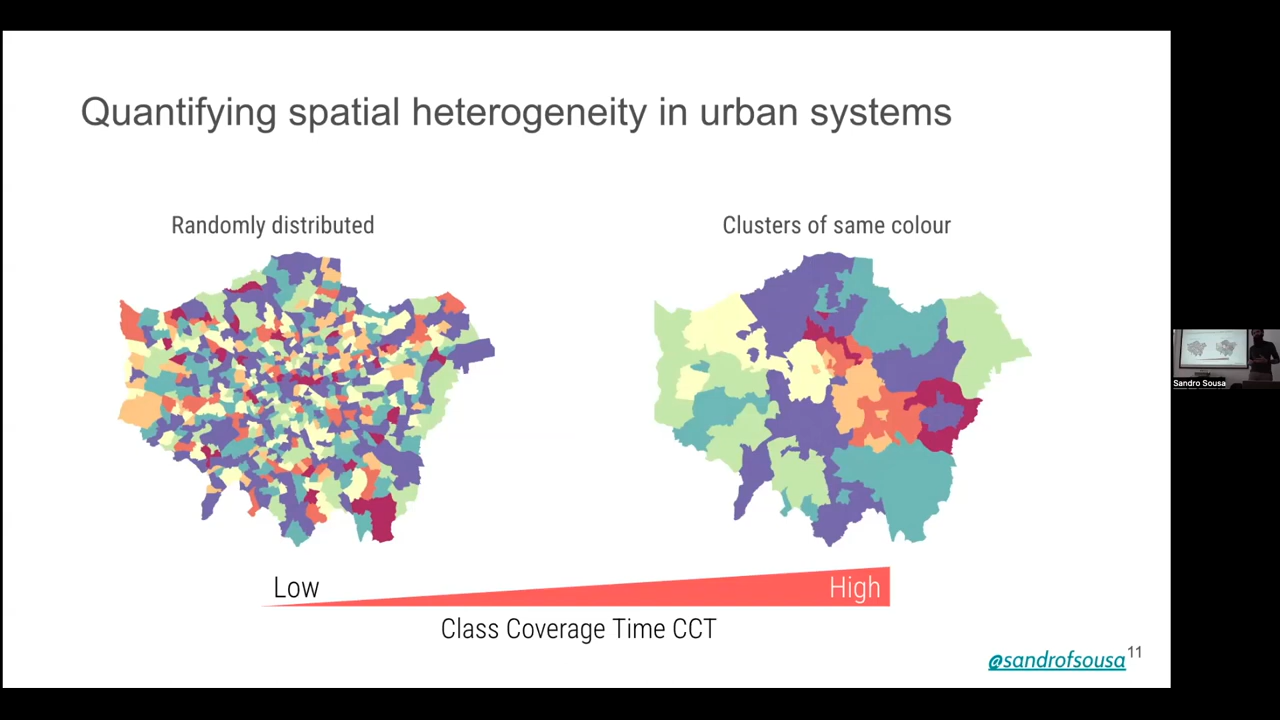 Quantifying spatial heterogeneity in urban systems
Randomly distributed
Clusters of same colour
Low
High
Class Coverage Time CCT
@sandrofsousa
11
Sandro Sousa